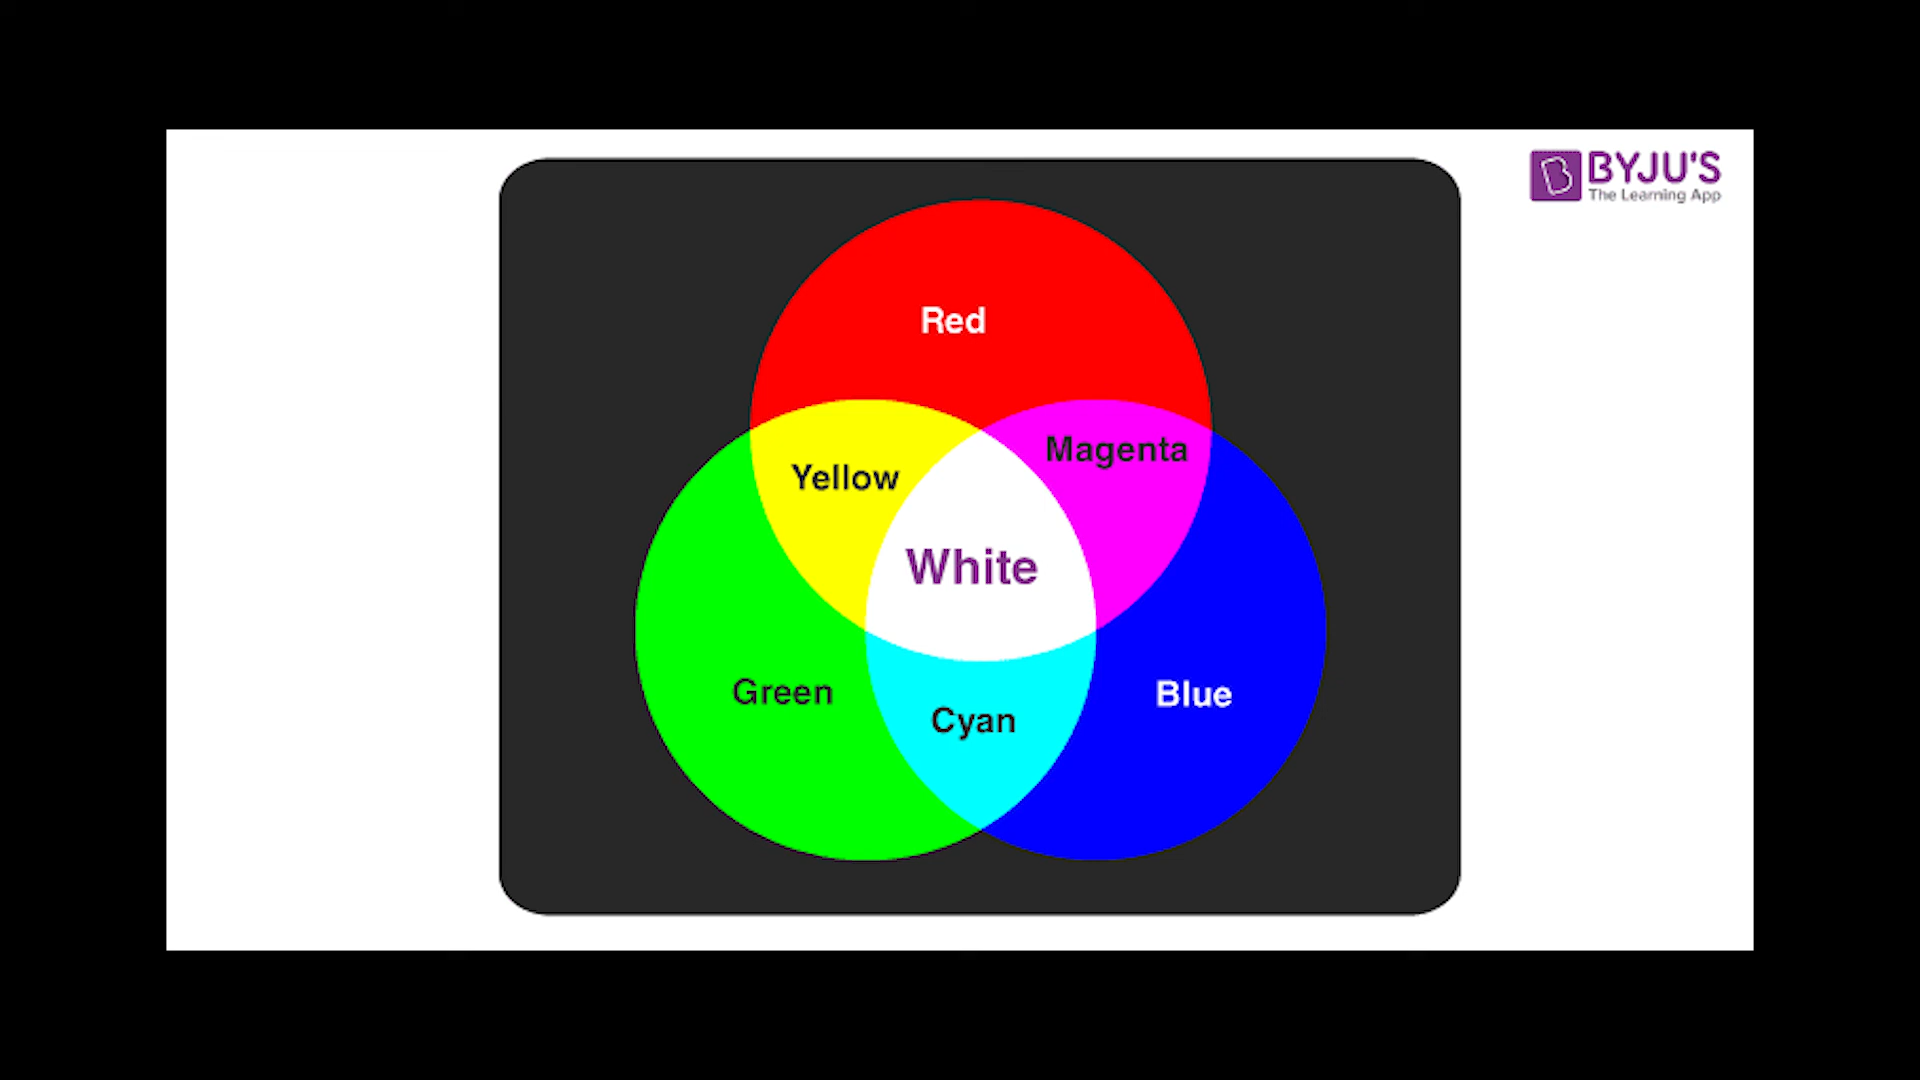 BYJU'S
The Learning App
Red
Magenta
Yellow
White
Green
Blue
Cyan